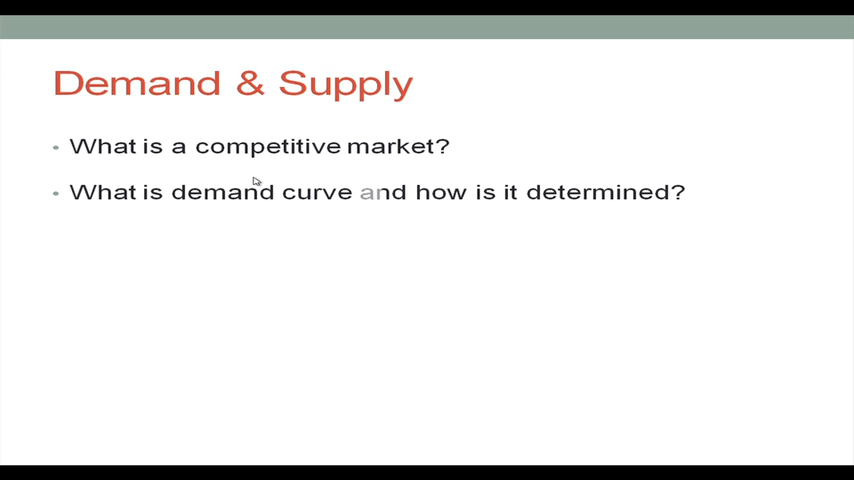 Demand & Supply
• What is a competitive market?
• What is demand curve and how is it determined?